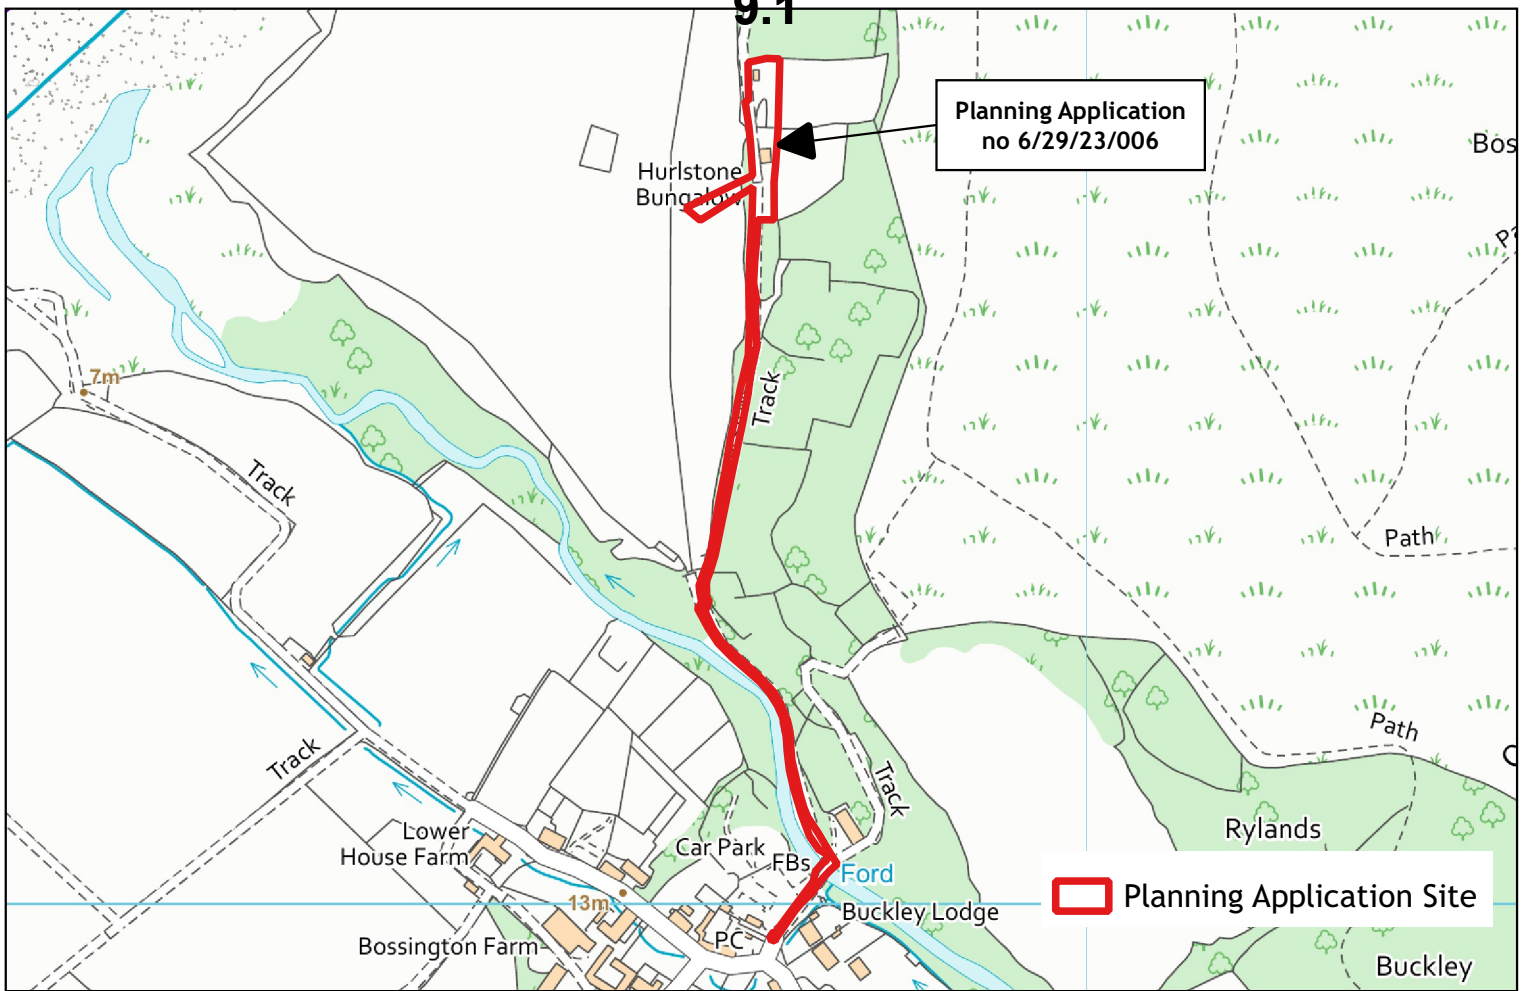 9.1
Planning Application
no 6/29/23/006
Bos
Hurlstone
Bungalow
7m
Track
Track
Path
Path
Track
Track
Lower
House Farm
Car Park
FBs
Ford
Rylands
Planning Application Site
13m
Buckley Lodge
PC
Bossington Farm
Buckley